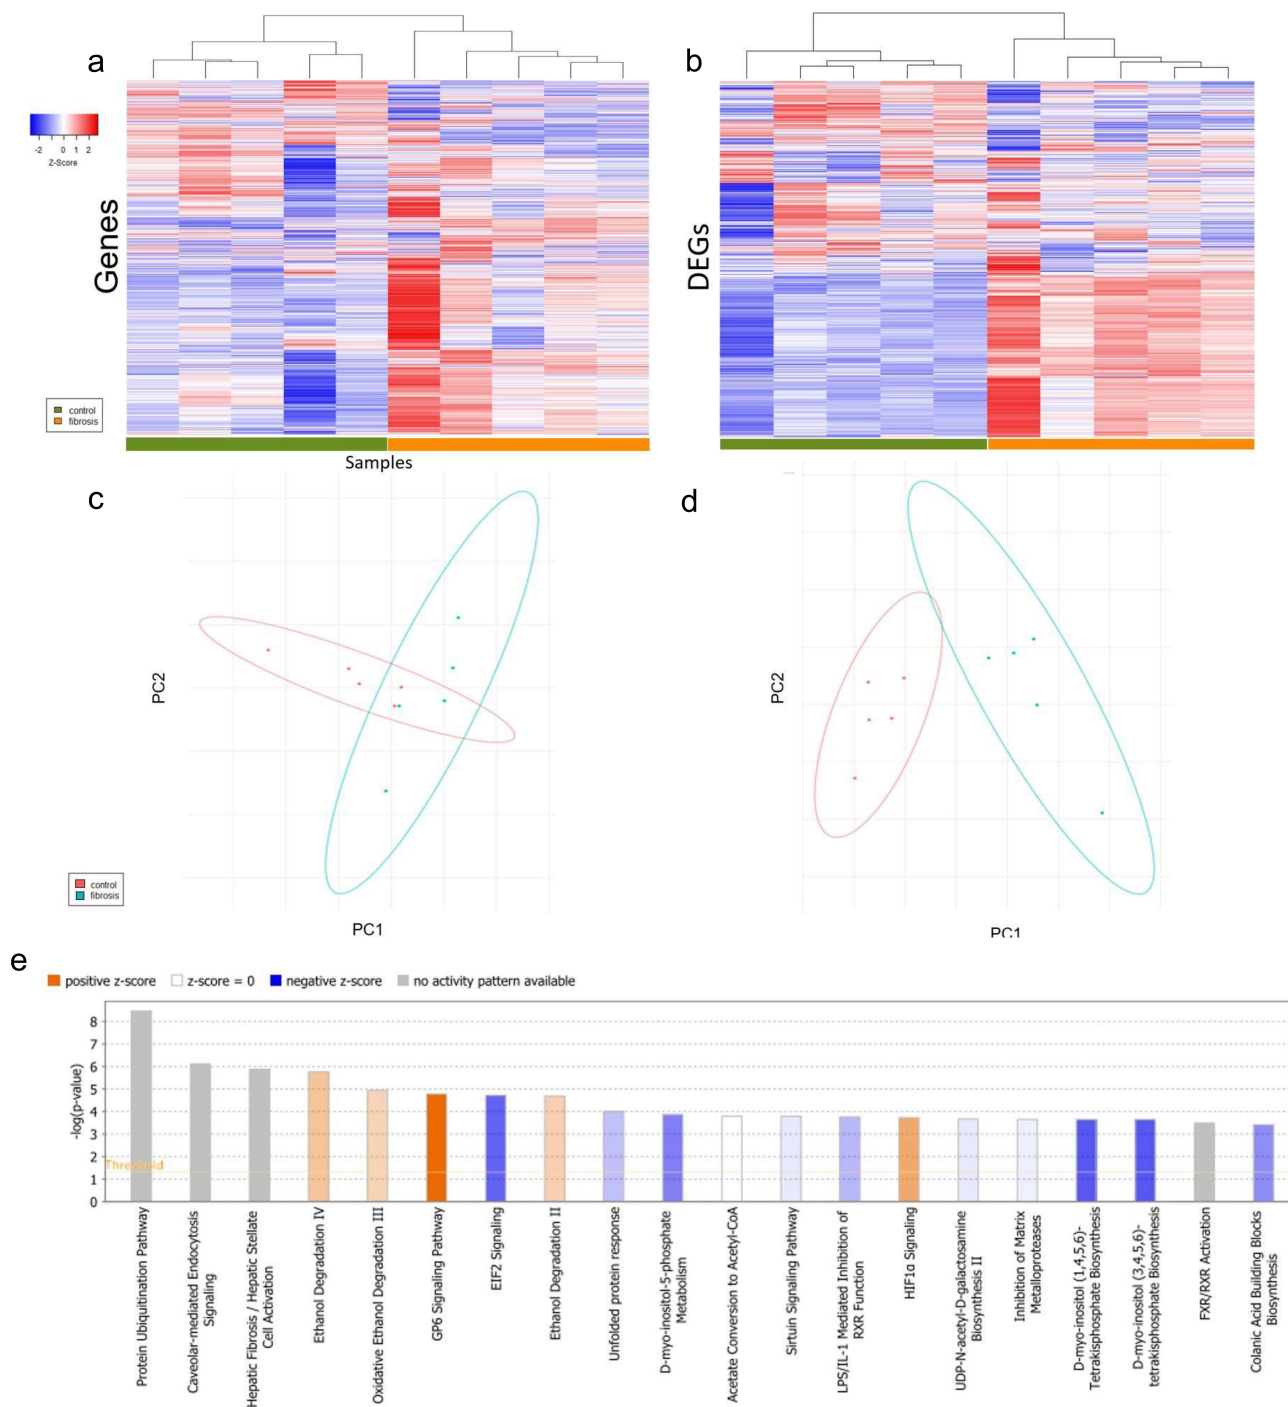 a
b
-2 0 1 2
Z-Score
Genes
DEGs
control
fibrosis
Samples
c
d
PC2
PC2
control
fibrosis
PC1
PC1
e
positive z-score z-score = 0 negative z-score no activity pattern available
-log(p-value)
8
7
6
5
4
3
2
Threshold
1
0
Protein Ubiquitination Pathway
Caveolar-mediated Endocytosis
Signaling
Hepatic Fibrosis / Hepatic Stellate
Cell Activation
Ethanol Degradation IV
Oxidative Ethanol Degradation III
GP6 Signaling Pathway
EIF2 Signaling
Ethanol Degradation II
Unfolded protein response
D-myo-inositol-5-phosphate
Metabolism
Acetate Conversion to Acetyl-CoA
Sirtuin Signaling Pathway
LPS/IL-1 Mediated Inhibition of
RXR Function
HIF1α Signaling
UDP-N-acetyl-D-galactosamine
Biosynthesis II
Inhibition of Matrix
Metalloproteases
D-myo-inositol (1,4,5,6)-
Tetrakisphosphate Biosynthesis
D-myo-inositol (3,4,5,6)-
tetrakisphosphate Biosynthesis
FXR/RXR Activation
Colanic Acid Building Blocks
Biosynthesis